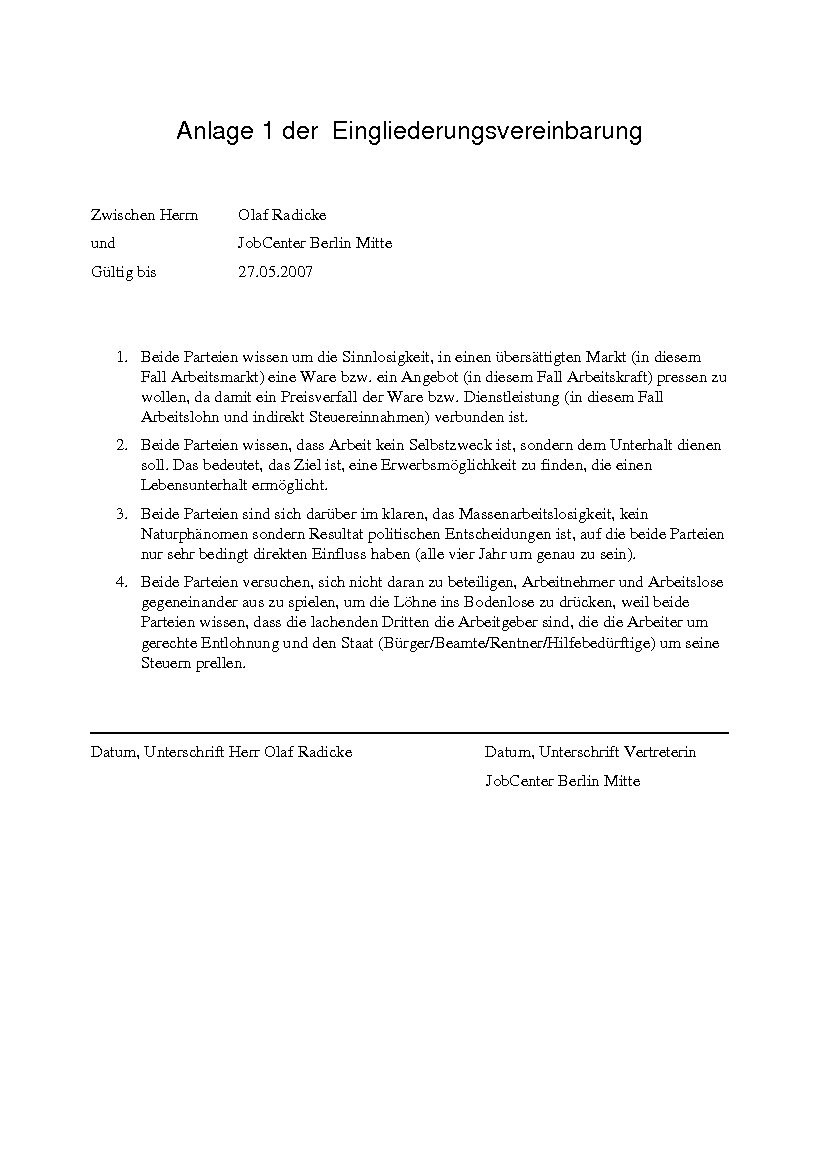 Anlage 1 der  Eingliederungsvereinbarung
Zwischen Herrn Olaf Radicke
und JobCenter Berlin Mitte
Gültig bis 27.05.2007
1. Beide Parteien wissen um die Sinnlosigkeit, in einen übersättigten Markt (in diesem
Fall Arbeitsmarkt) eine Ware bzw. ein Angebot (in diesem Fall Arbeitskraft) pressen zu
wollen, da damit ein Preisverfall der Ware bzw. Dienstleistung (in diesem Fall
Arbeitslohn und indirekt Steuereinnahmen) verbunden ist.
2. Beide Parteien wissen, dass Arbeit kein Selbstzweck ist, sondern dem Unterhalt dienen
soll. Das bedeutet, das Ziel ist, eine Erwerbsmöglichkeit zu finden, die einen
Lebensunterhalt ermöglicht.
3. Beide Parteien sind sich darüber im klaren, das Massenarbeitslosigkeit, kein
Naturphänomen sondern Resultat politischen Entscheidungen ist, auf die beide Parteien
nur sehr bedingt direkten Einfluss haben (alle vier Jahr um genau zu sein).
4. Beide Parteien versuchen, sich nicht daran zu beteiligen, Arbeitnehmer und Arbeitslose
gegeneinander aus zu spielen, um die Löhne ins Bodenlose zu drücken, weil beide
Parteien wissen, dass die lachenden Dritten die Arbeitgeber sind, die die Arbeiter um
gerechte Entlohnung und den Staat (Bürger/Beamte/Rentner/Hilfebedürftige) um seine
Steuern prellen.
Datum, Unterschrift Herr Olaf Radicke Datum, Unterschrift Vertreterin
JobCenter Berlin Mitte